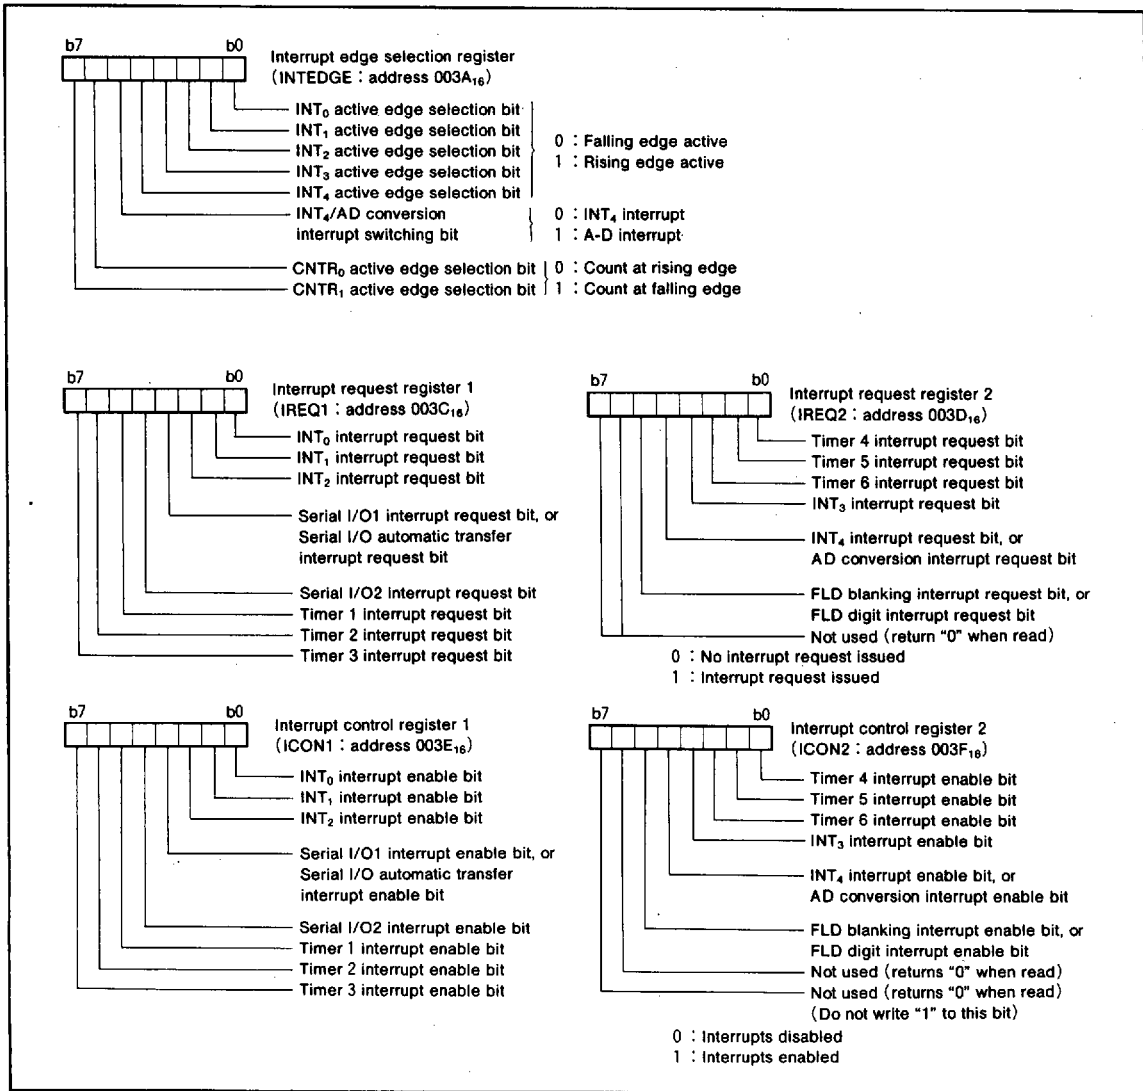 b7 b0
Interrupt edge selection register
(INTEDGE : address 003A₁₆)
INT₀ active edge selection bit
INT₁ active edge selection bit
INT₂ active edge selection bit
INT₃ active edge selection bit
INT₄ active edge selection bit
0 : Falling edge active
1 : Rising edge active
INT₄/AD conversion
interrupt switching bit
0 : INT₄ interrupt
1 : A-D interrupt
CNTR₀ active edge selection bit
CNTR₁ active edge selection bit
0 : Count at rising edge
1 : Count at falling edge
b7 b0
Interrupt request register 1
(IREQ1 : address 003C₁₆)
INT₀ interrupt request bit
INT₁ interrupt request bit
INT₂ interrupt request bit
Serial I/O1 interrupt request bit, or
Serial I/O automatic transfer
interrupt request bit
Serial I/O2 interrupt request bit
Timer 1 interrupt request bit
Timer 2 interrupt request bit
Timer 3 interrupt request bit
b7 b0
Interrupt request register 2
(IREQ2 : address 003D₁₆)
Timer 4 interrupt request bit
Timer 5 interrupt request bit
Timer 6 interrupt request bit
INT₃ interrupt request bit
INT₄ interrupt request bit, or
AD conversion interrupt request bit
FLD blanking interrupt request bit, or
FLD digit interrupt request bit
Not used (return "0" when read)
0 : No interrupt request issued
1 : Interrupt request issued
b7 b0
Interrupt control register 1
(ICON1 : address 003E₁₆)
INT₀ interrupt enable bit
INT₁ interrupt enable bit
INT₂ interrupt enable bit
Serial I/O1 interrupt enable bit, or
Serial I/O automatic transfer
interrupt enable bit
Serial I/O2 interrupt enable bit
Timer 1 interrupt enable bit
Timer 2 interrupt enable bit
Timer 3 interrupt enable bit
b7 b0
Interrupt control register 2
(ICON2 : address 003F₁₆)
Timer 4 interrupt enable bit
Timer 5 interrupt enable bit
Timer 6 interrupt enable bit
INT₃ interrupt enable bit
INT₄ interrupt enable bit, or
AD conversion interrupt enable bit
FLD blanking interrupt enable bit, or
FLD digit interrupt enable bit
Not used (returns "0" when read)
Not used (returns "0" when read)
(Do not write "1" to this bit)
0 : Interrupts disabled
1 : Interrupts enabled